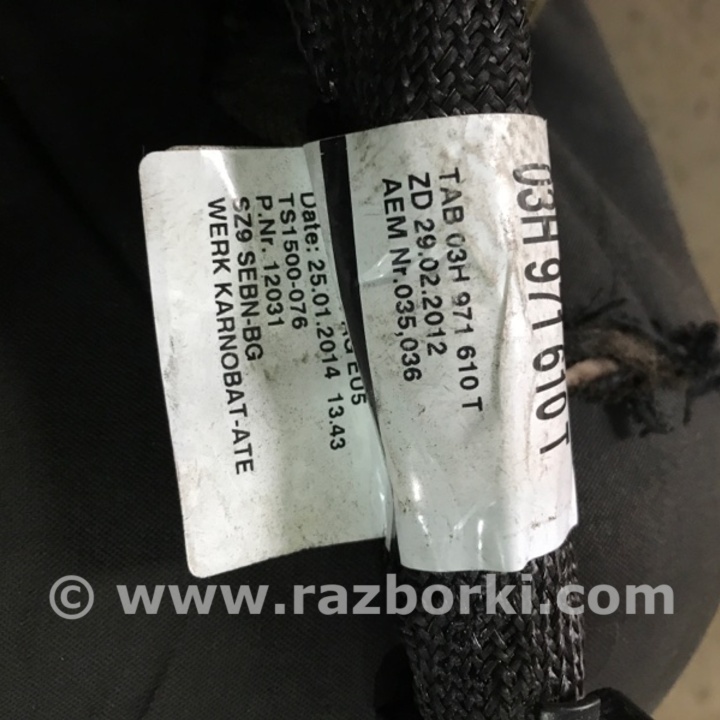 03H 971 610 T
TAB 03H 971 610 T
ZD 29.02.2012
AEM Nr.035,036
EU5
Date: 25.01.2014 13.43
TS1500-076
P.Nr. 12031
SZ9 SEBN-BG
WERK KARNOBAT-ATE
© www.razborki.com